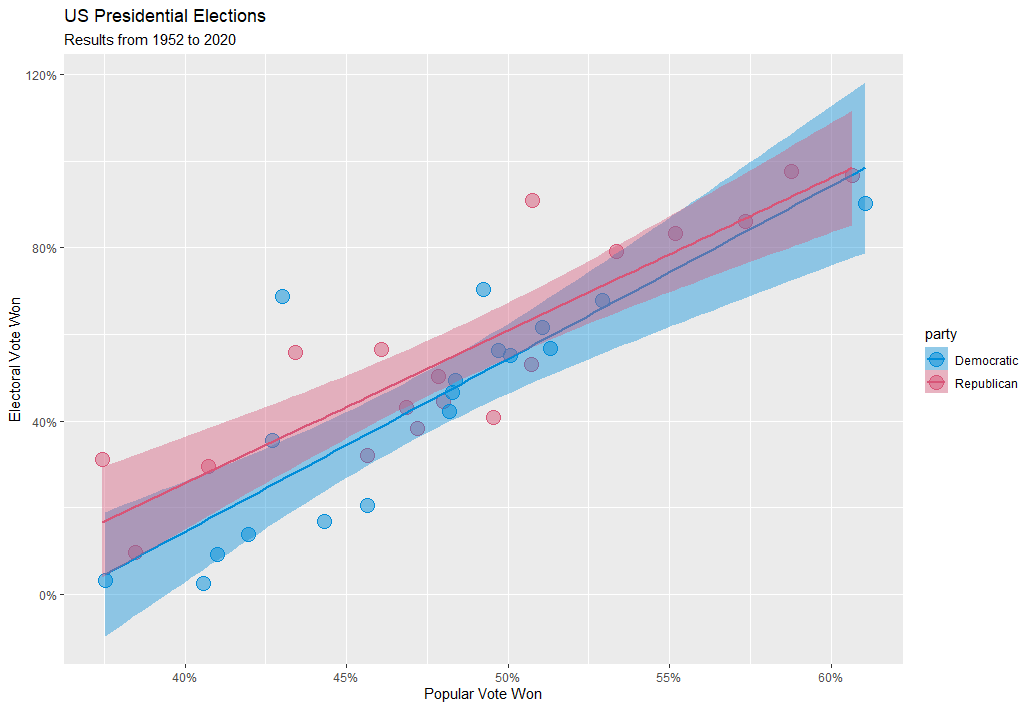 US Presidential Elections
Results from 1952 to 2020
120%
80%
40%
0%
Electoral Vote Won
40%
45%
50%
55%
60%
Popular Vote Won
party
Democratic
Republican